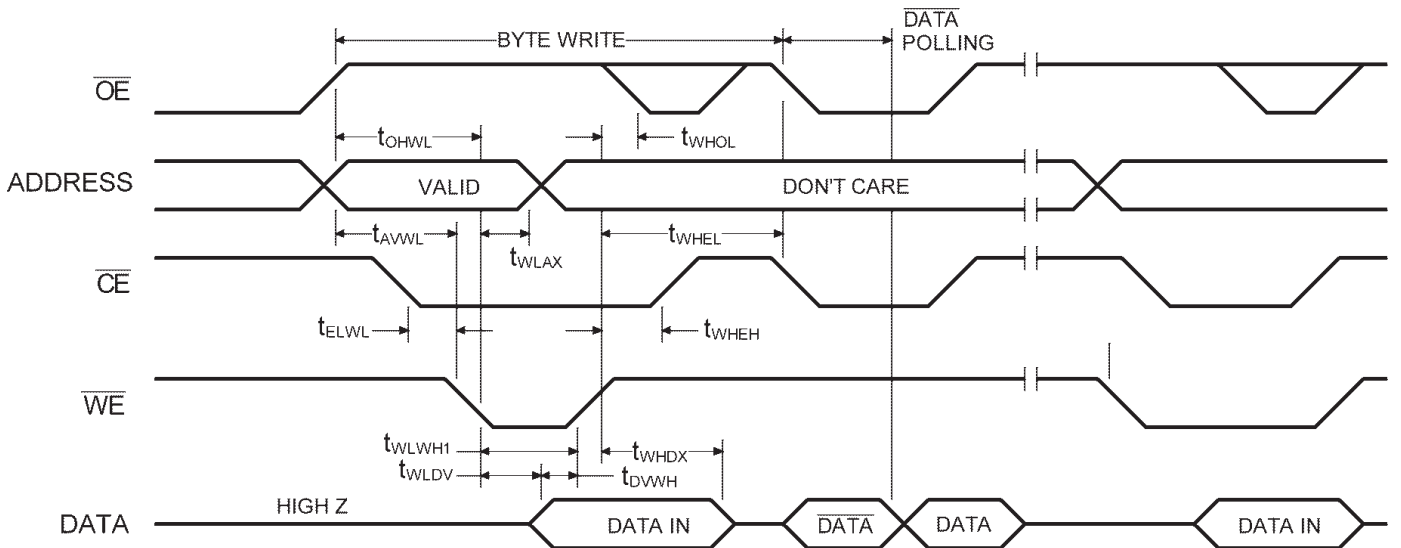 DATA
POLLING
BYTE WRITE
OE
tOHWL
tWHOL
ADDRESS
VALID
DON'T CARE
tAVWL
tWLAX
tWHEL
CE
tELWL
tWHEH
WE
tWLWH1
tWLDV
tWHDX
tDVWH
DATA
HIGH Z
DATA IN
DATA
DATA
DATA IN